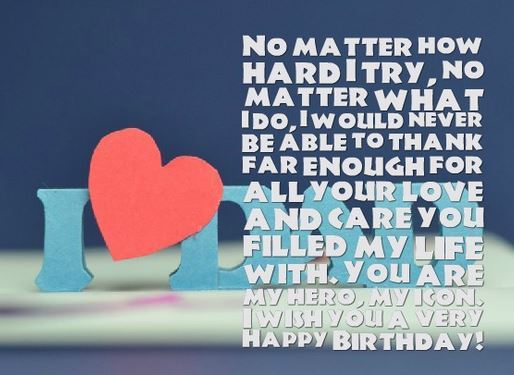 NO MATTER HOW
HARD I TRY, NO
MATTER WHAT
I DO, I WOULD NEVER
BE ABLE TO THANK
FAR ENOUGH FOR
ALL YOUR LOVE
AND CARE YOU
FILLED MY LIFE
WITH. YOU ARE
MY HERO, MY ICON.
I WISH YOU A VERY
HAPPY BIRTHDAY!
I DAD